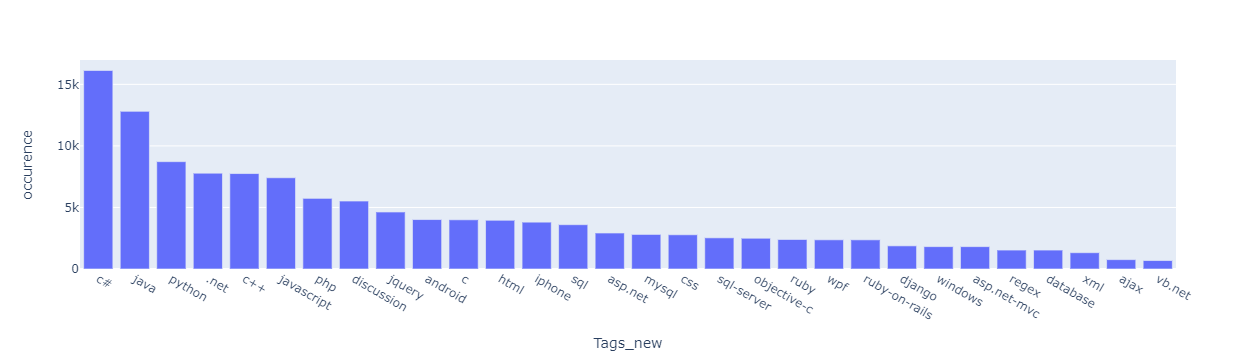 15k
10k
5k
0
occurence
c#
java
python
.net
c++
javascript
php
discussion
jquery
android
c
html
iphone
sql
asp.net
mysql
css
sql-server
objective-c
ruby
wpf
ruby-on-rails
django
windows
asp.net-mvc
regex
database
xml
ajax
vb.net
Tags_new